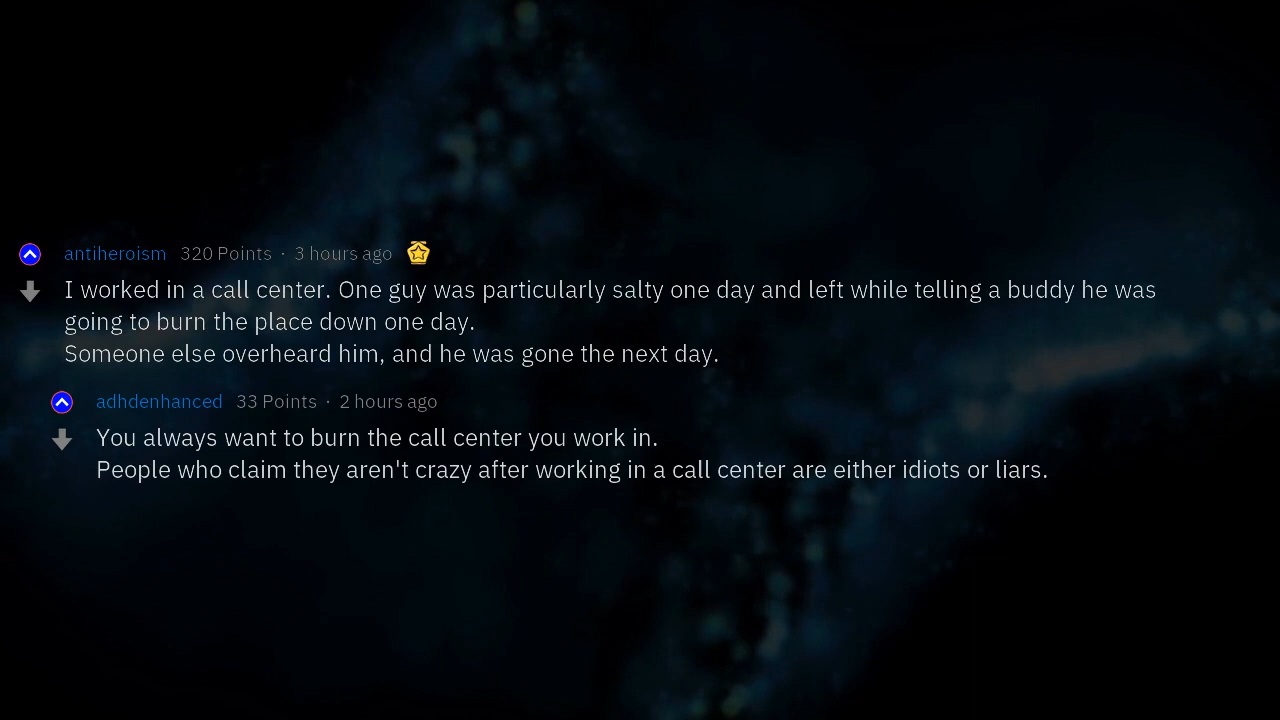 antiheroism 320 Points · 3 hours ago
I worked in a call center. One guy was particularly salty one day and left while telling a buddy he was
going to burn the place down one day.
Someone else overheard him, and he was gone the next day.
adhdenhanced 33 Points · 2 hours ago
You always want to burn the call center you work in.
People who claim they aren't crazy after working in a call center are either idiots or liars.